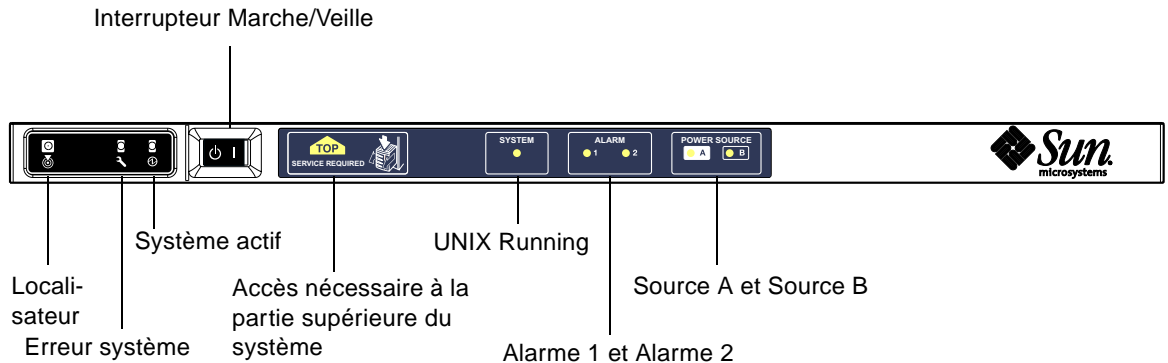 Interrupteur Marche/Veille
TOP
SERVICE REQUIRED
SYSTEM
ALARM
1 2
POWER SOURCE
A B
Sun.
microsystems
Système actif
UNIX Running
Locali-
sateur
Accès nécessaire à la
partie supérieure du
système
Source A et Source B
Erreur système
Alarme 1 et Alarme 2